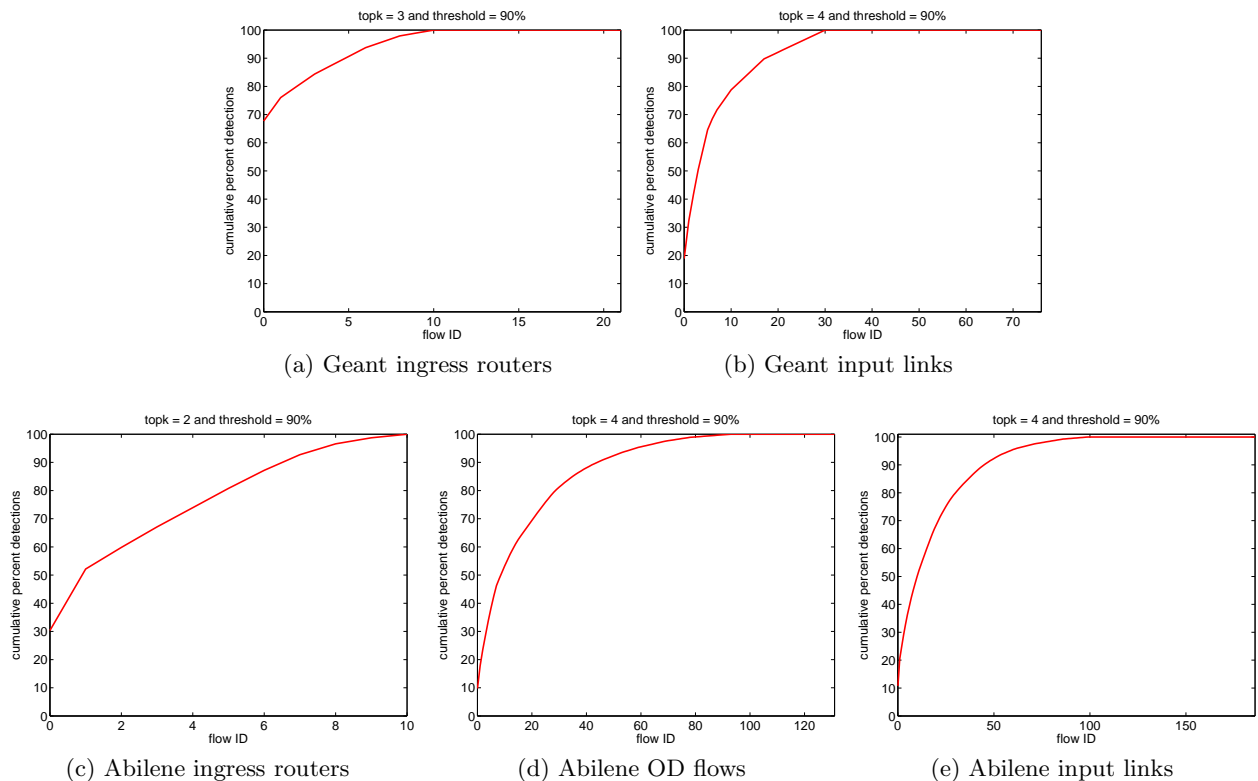 topk = 3 and threshold = 90%
100
90
80
70
60
50
40
30
20
10
0
cumulative percent detections
0 5 10 15 20
flow ID
(a) Geant ingress routers
topk = 4 and threshold = 90%
100
90
80
70
60
50
40
30
20
10
0
cumulative percent detections
0 10 20 30 40 50 60 70
flow ID
(b) Geant input links
topk = 2 and threshold = 90%
100
90
80
70
60
50
40
30
20
10
0
cumulative percent detections
0 2 4 6 8 10
flow ID
(c) Abilene ingress routers
topk = 4 and threshold = 90%
100
90
80
70
60
50
40
30
20
10
0
cumulative percent detections
0 20 40 60 80 100 120
flow ID
(d) Abilene OD flows
topk = 4 and threshold = 90%
100
90
80
70
60
50
40
30
20
10
0
cumulative percent detections
0 50 100 150
flow ID
(e) Abilene input links